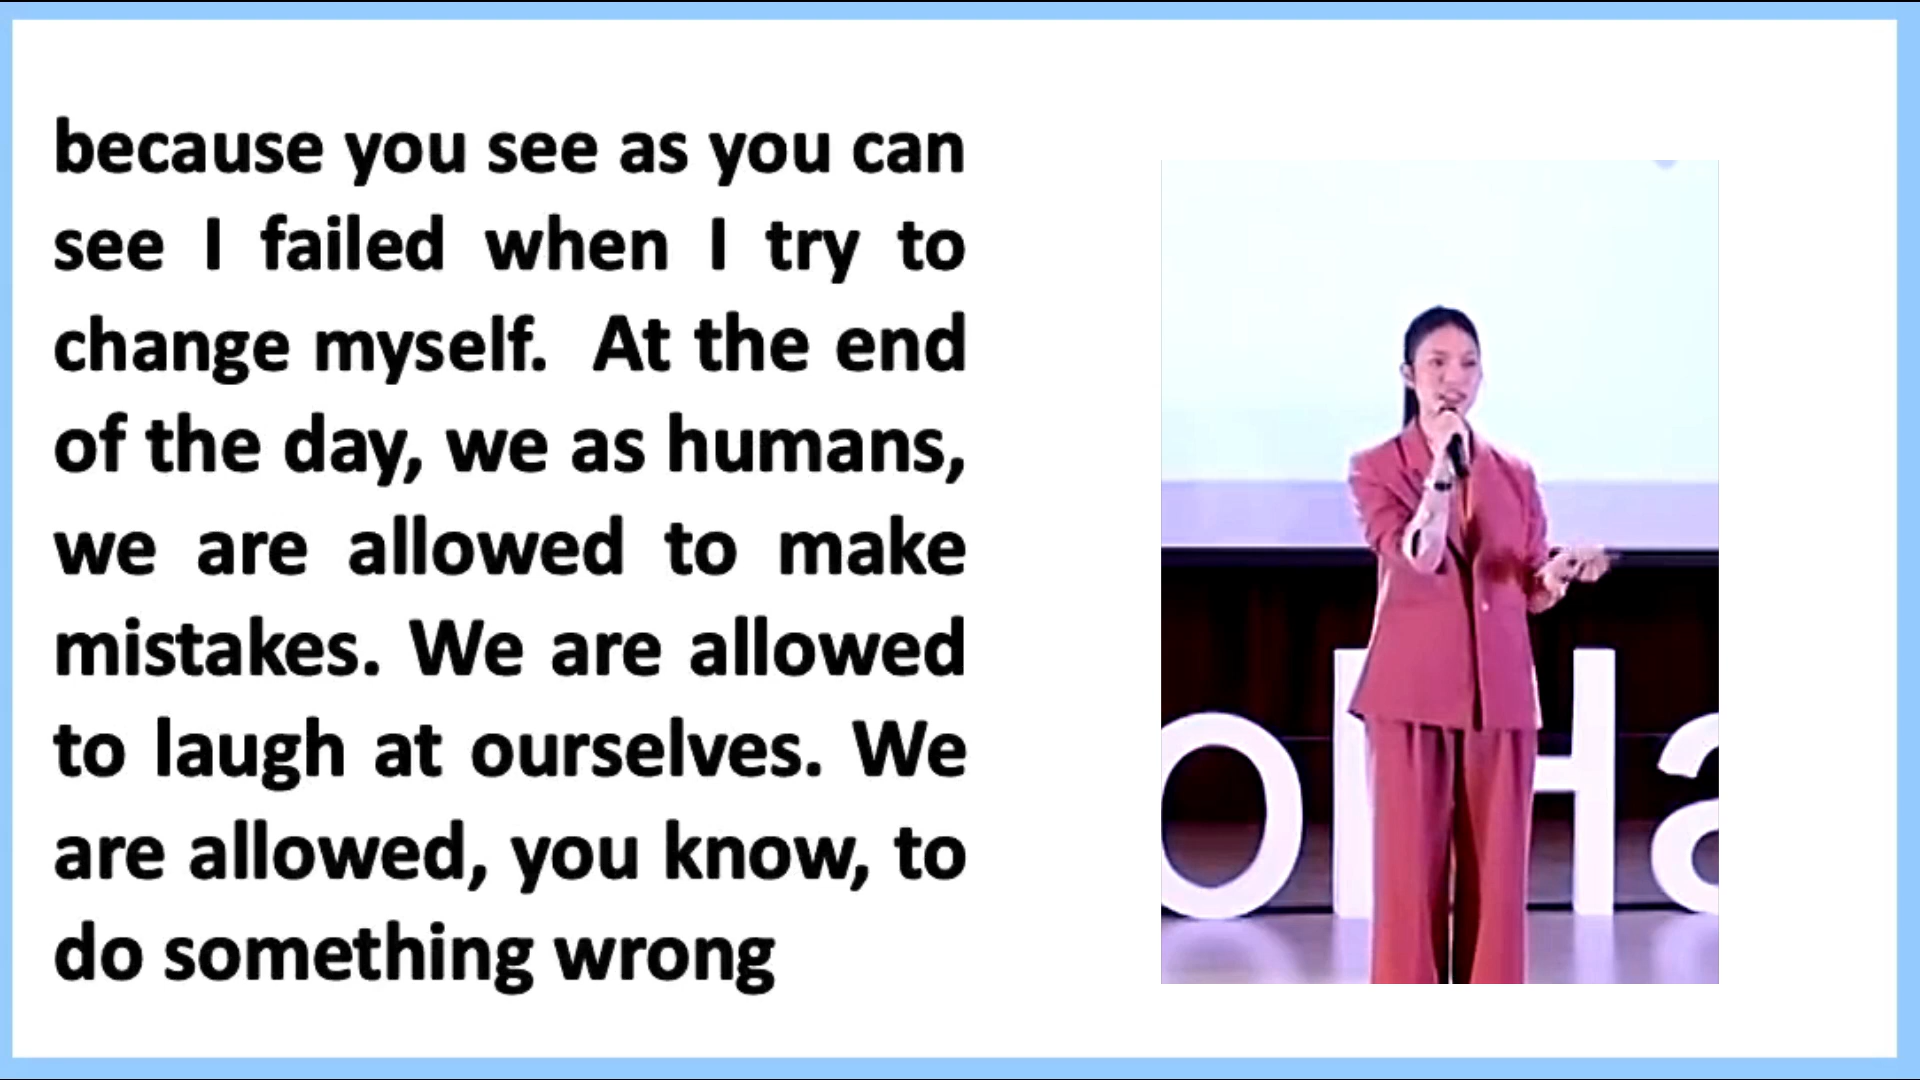 because you see as you can
see I failed when I try to
change myself.  At the end
of the day, we as humans,
we are allowed to make
mistakes. We are allowed
to laugh at ourselves. We
are allowed, you know, to
do something wrong
olHa